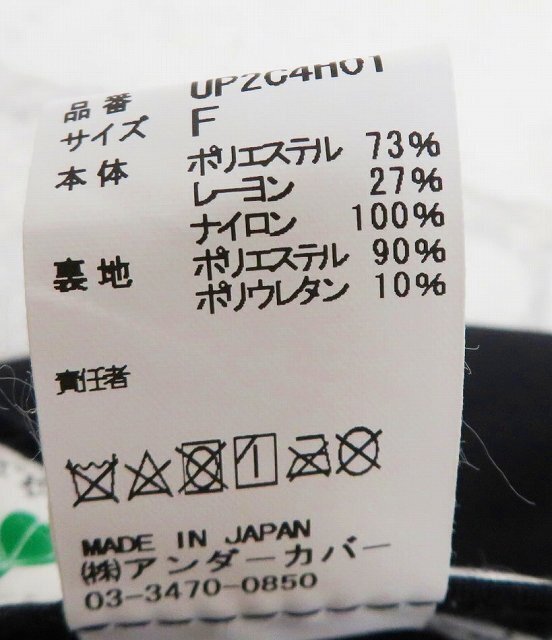 品番 UP2C4H01
サイズ F
本体 ポリエステル 73%
レーヨン 27%
ナイロン 100%
裏地 ポリエステル 90%
ポリウレタン 10%
責任者
MADE IN JAPAN
(株)アンダーカバー
03-3470-0850